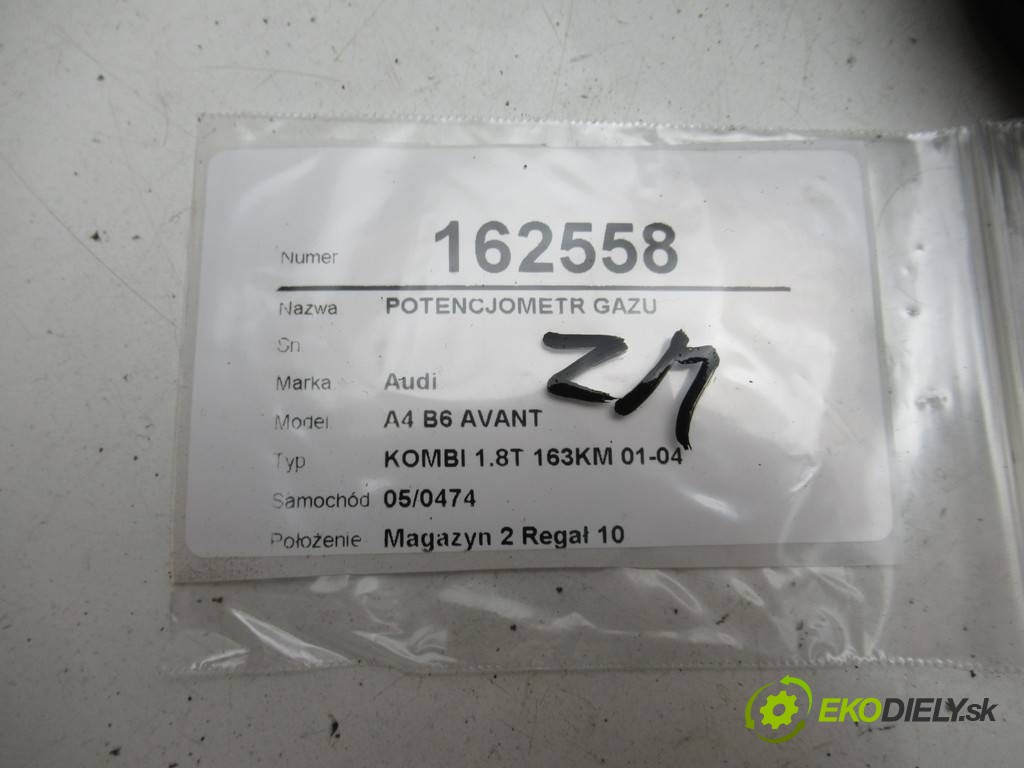 Numer 162558
Nazwa POTENCJOMETR GAZU
Sn
Marka Audi
Model A4 B6 AVANT
Typ KOMBI 1.8T 163KM 01-04
Samochód 05/0474
Położenie Magazyn 2 Regał 10
EKODIELY.sk